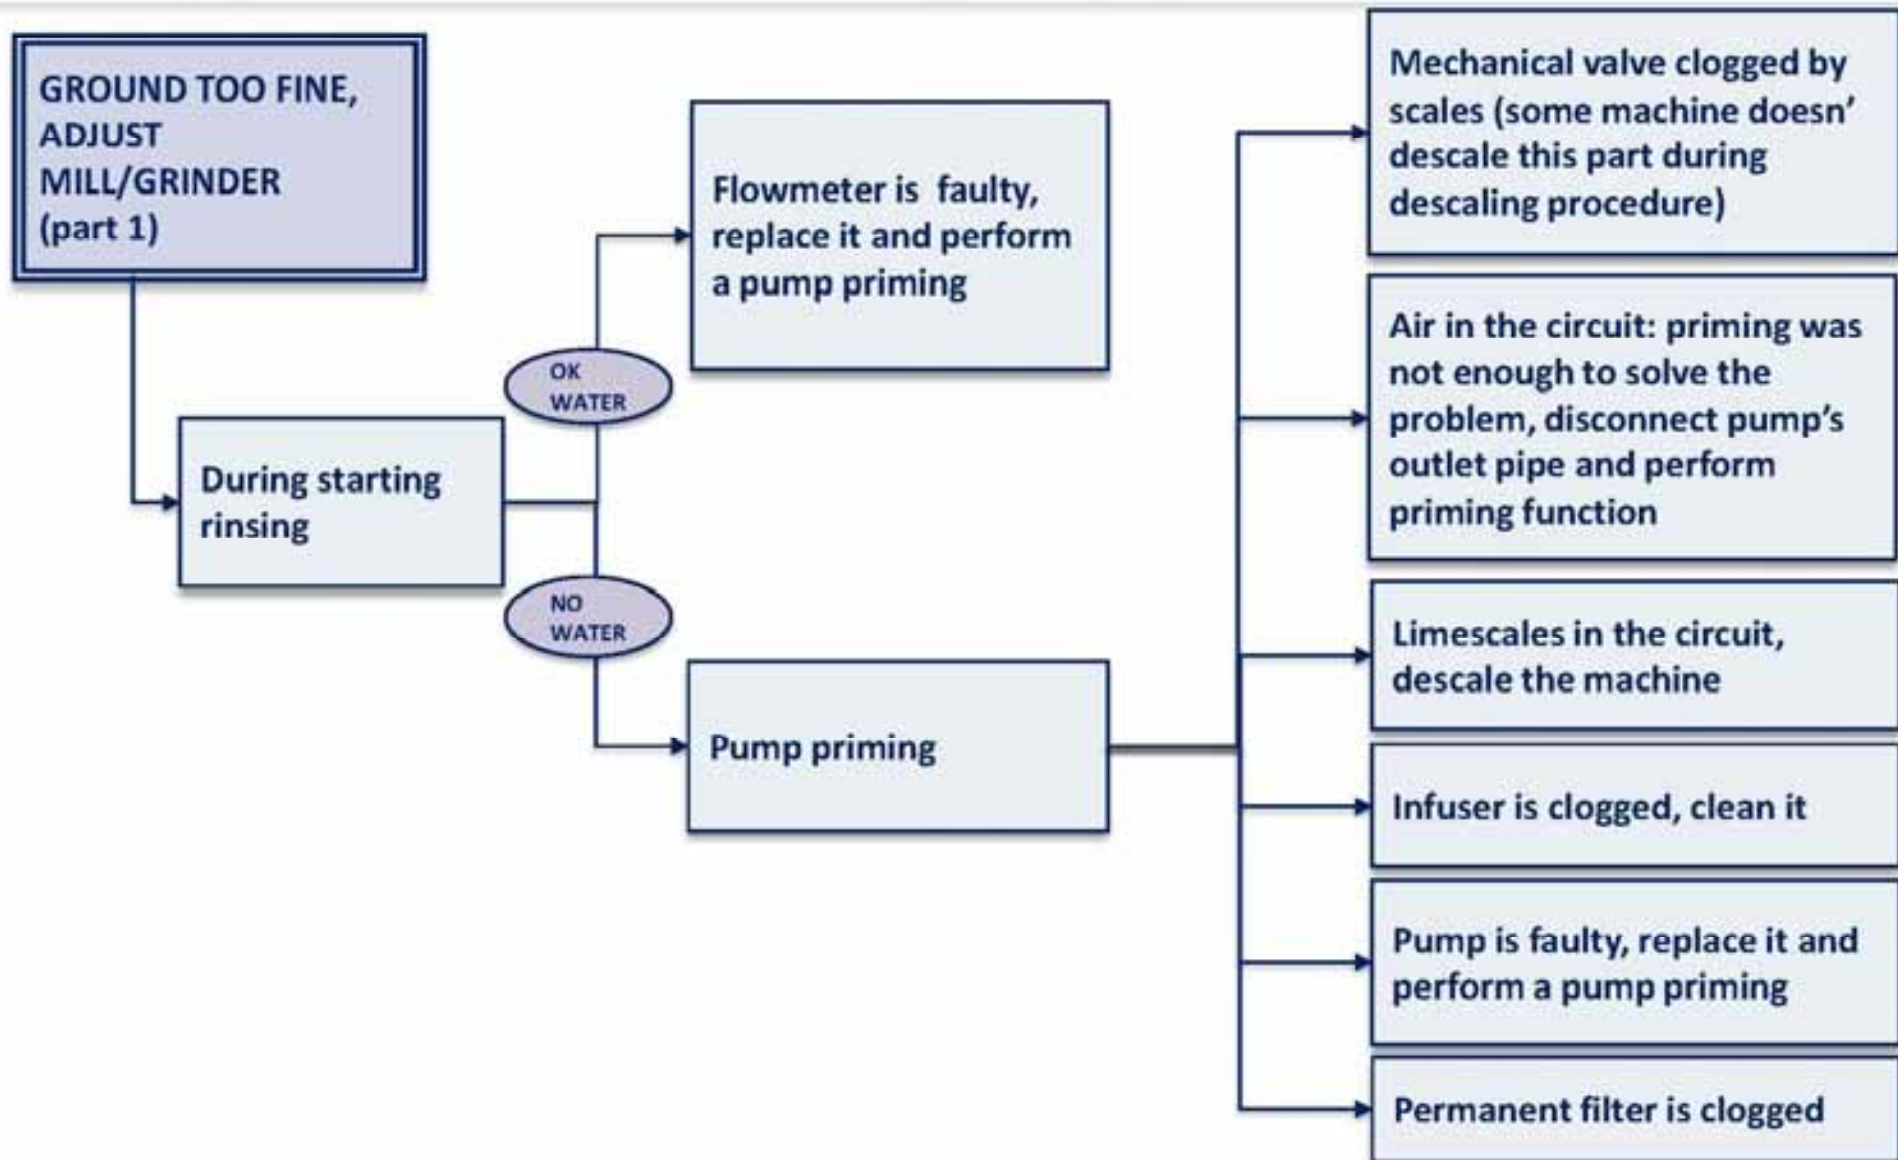 GROUND TOO FINE,
ADJUST
MILL/GRINDER
(part 1)
During starting
rinsing
OK
WATER
NO
WATER
Flowmeter is faulty,
replace it and perform
a pump priming
Pump priming
Mechanical valve clogged by
scales (some machine doesn’
descale this part during
descaling procedure)
Air in the circuit: priming was
not enough to solve the
problem, disconnect pump’s
outlet pipe and perform
priming function
Limescales in the circuit,
descale the machine
Infuser is clogged, clean it
Pump is faulty, replace it and
perform a pump priming
Permanent filter is clogged